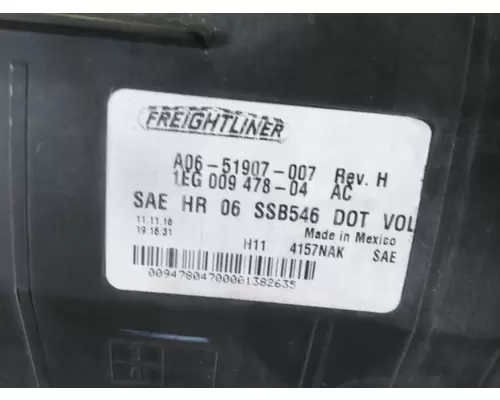 FREIGHTLINER
A06-51907-007 Rev. H
1EG 009 478-04 AC
SAE HR 06 SSB546 DOT VOL
11.11.16 Made in Mexico
19:16:31 H11 4157NAK SAE
00947804700001382635